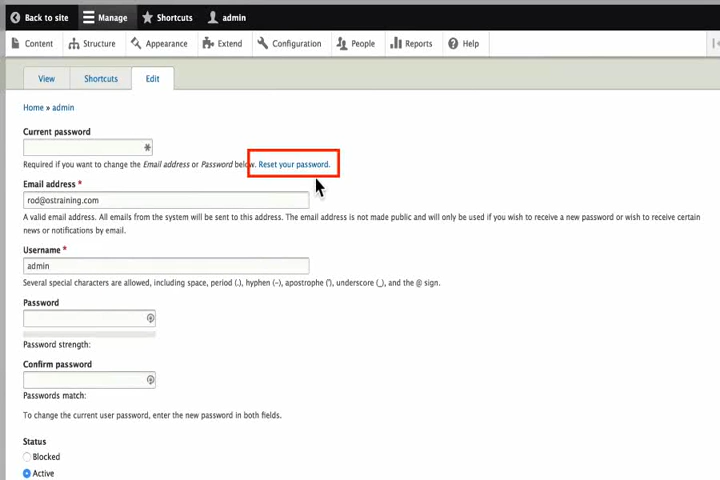 Back to site Manage Shortcuts admin
Content Structure Appearance Extend Configuration People Reports Help
View Shortcuts Edit
Home » admin
Current password
Required if you want to change the Email address or Password below. Reset your password.
Email address *
rod@ostraining.com
A valid email address. All emails from the system will be sent to this address. The email address is not made public and will only be used if you wish to receive a new password or wish to receive certain
news or notifications by email.
Username *
admin
Several special characters are allowed, including space, period (.), hyphen (-), apostrophe ('), underscore (_), and the @ sign.
Password
Password strength:
Confirm password
Passwords match:
To change the current user password, enter the new password in both fields.
Status
Blocked
Active